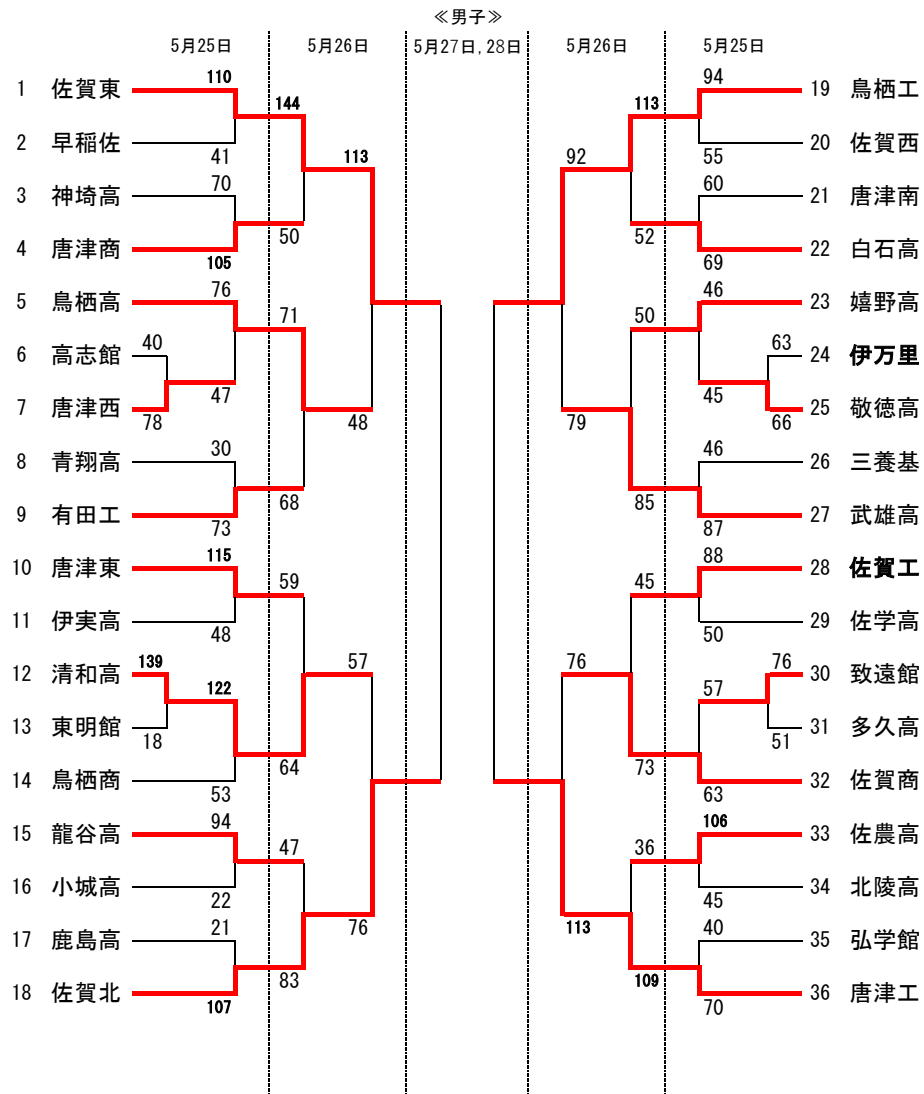 ≪男子≫
5月25日 5月26日 5月27日,28日 5月26日 5月25日
110 94
1 佐賀東 19 鳥栖工
144 113
2 早稲佐 20 佐賀西
41 113 92 55
70 60
3 神埼高 21 唐津南
50 52
4 唐津商 22 白石高
105 69
76 46
5 鳥栖高 23 嬉野高
71 50
40 63
6 高志館 24 伊万里
47 45
7 唐津西 25 敬徳高
78 48 79 66
30 46
8 青翔高 26 三養基
68 85
9 有田工 27 武雄高
73 87
115 88
10 唐津東 28 佐賀工
59 45
11 伊実高 29 佐学高
48 50
139 57 76 76
12 清和高 30 致遠館
122 57
13 東明館 31 多久高
18 51
64 73
14 鳥栖商 32 佐賀商
53 63
94 106
15 龍谷高 33 佐農高
47 36
16 小城高 34 北陵高
22 45
21 76 113 40
17 鹿島高 35 弘学館
83 109
18 佐賀北 36 唐津工
107 70